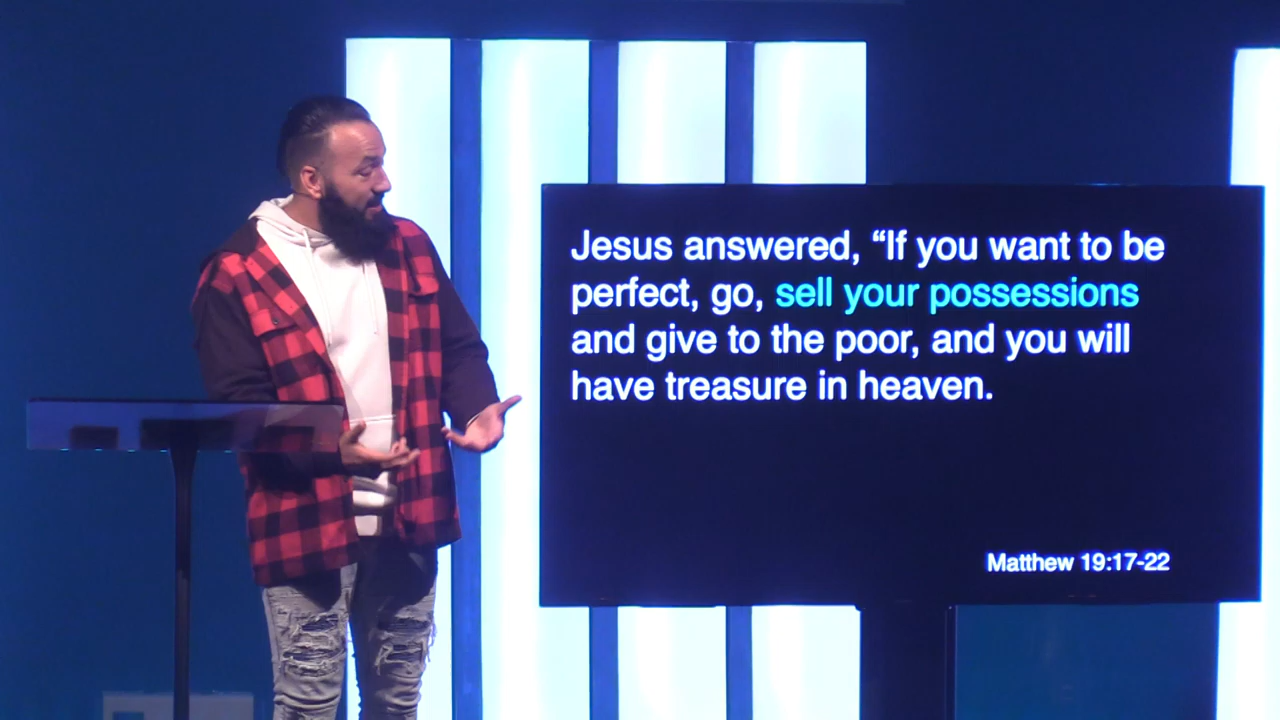 Jesus answered, “If you want to be
perfect, go, sell your possessions
and give to the poor, and you will
have treasure in heaven.
Matthew 19:17-22